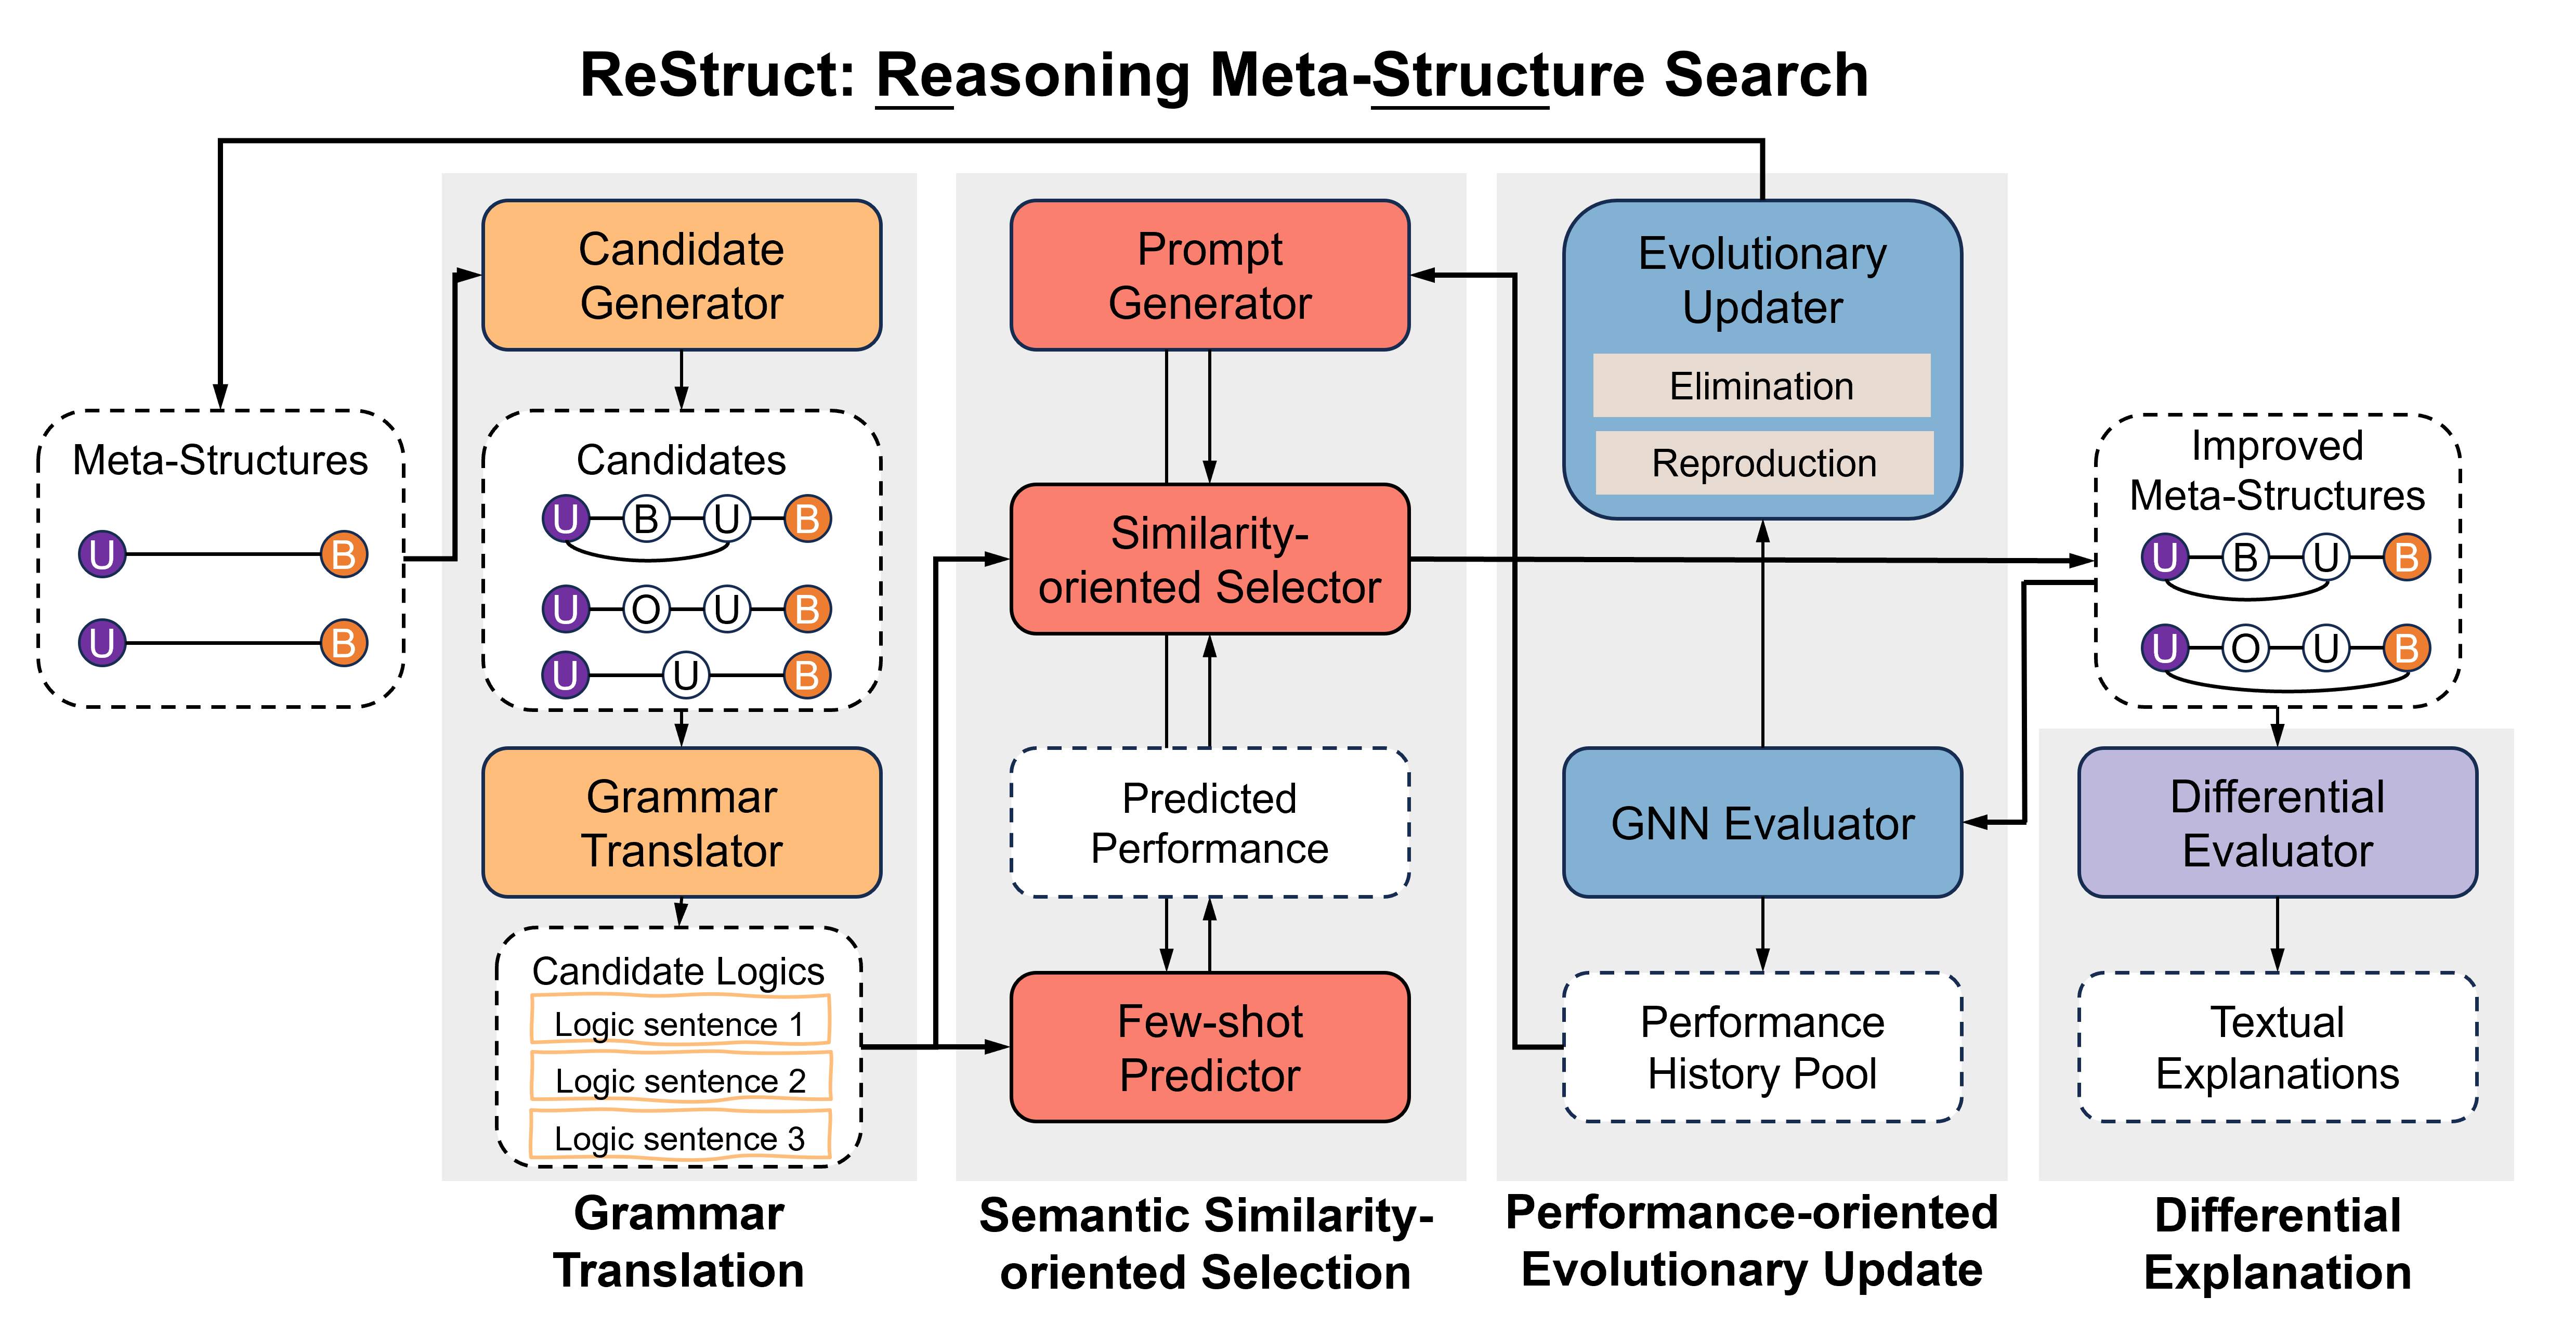 ReStruct: Reasoning Meta-Structure Search
Meta-Structures
U B
U B
Candidate
Generator
Candidates
U B U B
U O U B
U U B
Grammar
Translator
Candidate Logics
Logic sentence 1
Logic sentence 2
Logic sentence 3
Grammar
Translation
Prompt
Generator
Similarity-
oriented Selector
Predicted
Performance
Few-shot
Predictor
Semantic Similarity-
oriented Selection
Evolutionary
Updater
Elimination
Reproduction
GNN Evaluator
Performance
History Pool
Performance-oriented
Evolutionary Update
Improved
Meta-Structures
U B U B
U O U B
Differential
Evaluator
Textual
Explanations
Differential
Explanation